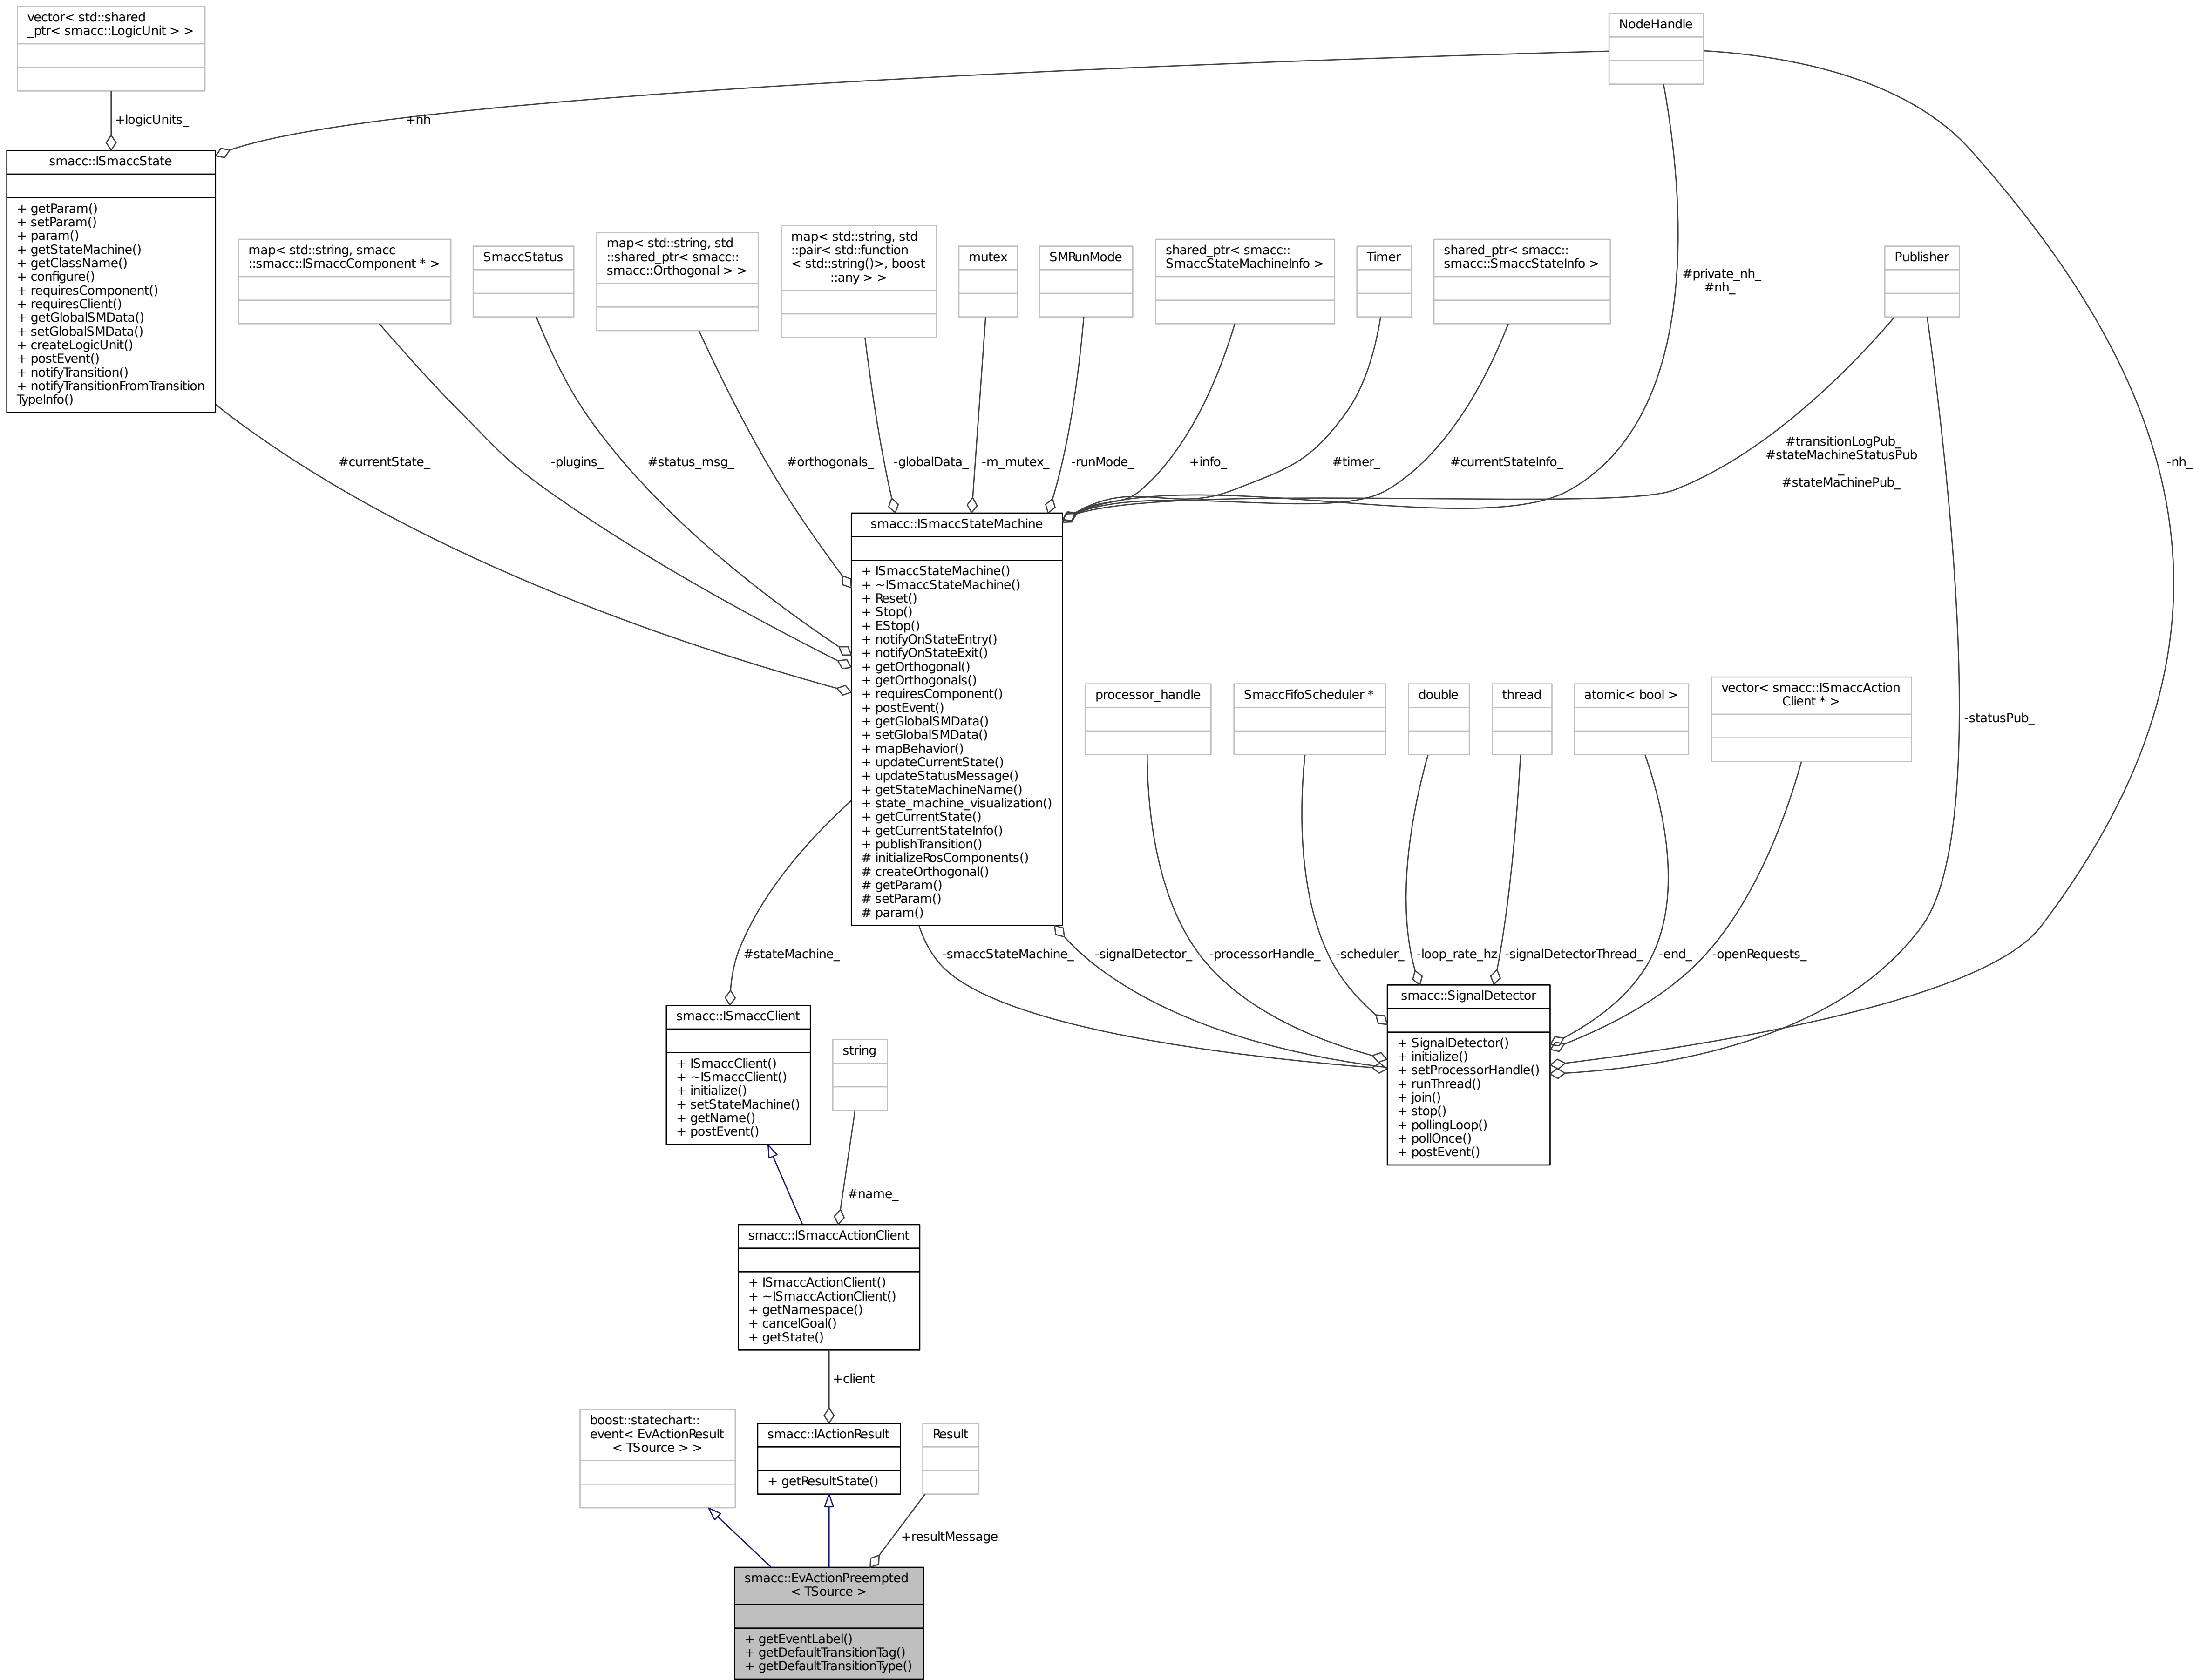 vector< std::shared
_ptr< smacc::LogicUnit > >
NodeHandle
+logicUnits_
+nh
smacc::ISmaccState
+ getParam()
+ setParam()
+ param()
+ getStateMachine()
+ getClassName()
+ configure()
+ requiresComponent()
+ requiresClient()
+ getGlobalSMData()
+ setGlobalSMData()
+ createLogicUnit()
+ postEvent()
+ notifyTransition()
+ notifyTransitionFromTransition
TypeInfo()
map< std::string, smacc
::smacc::ISmaccComponent * >
SmaccStatus
map< std::string, std
::shared_ptr< smacc::
smacc::Orthogonal > >
map< std::string, std
::pair< std::function
< std::string()>, boost
::any > >
mutex
SMRunMode
shared_ptr< smacc::
SmaccStateMachineInfo >
Timer
shared_ptr< smacc::
smacc::SmaccStateInfo >
#private_nh_
#nh_
Publisher
#currentState_
-plugins_
#status_msg_
#orthogonals_
-globalData_
-m_mutex_
-runMode_
+info_
#timer_
#currentStateInfo_
#transitionLogPub_
#stateMachineStatusPub
_
#stateMachinePub_
-nh_
smacc::ISmaccStateMachine
+ ISmaccStateMachine()
+ ~ISmaccStateMachine()
+ Reset()
+ Stop()
+ EStop()
+ notifyOnStateEntry()
+ notifyOnStateExit()
+ getOrthogonal()
+ getOrthogonals()
+ requiresComponent()
+ postEvent()
+ getGlobalSMData()
+ setGlobalSMData()
+ mapBehavior()
+ updateCurrentState()
+ updateStatusMessage()
+ getStateMachineName()
+ state_machine_visualization()
+ getCurrentState()
+ getCurrentStateInfo()
+ publishTransition()
# initializeRosComponents()
# createOrthogonal()
# getParam()
# setParam()
# param()
processor_handle
SmaccFifoScheduler *
double
thread
atomic< bool >
vector< smacc::ISmaccAction
Client * >
-statusPub_
#stateMachine_
-smaccStateMachine_
-signalDetector_
-processorHandle_
-scheduler_
-loop_rate_hz
-signalDetectorThread_
-end_
-openRequests_
smacc::SignalDetector
+ SignalDetector()
+ initialize()
+ setProcessorHandle()
+ runThread()
+ join()
+ stop()
+ pollingLoop()
+ pollOnce()
+ postEvent()
smacc::ISmaccClient
+ ISmaccClient()
+ ~ISmaccClient()
+ initialize()
+ setStateMachine()
+ getName()
+ postEvent()
string
#name_
smacc::ISmaccActionClient
+ ISmaccActionClient()
+ ~ISmaccActionClient()
+ getNamespace()
+ cancelGoal()
+ getState()
+client
boost::statechart::
event< EvActionResult
< TSource > >
smacc::IActionResult
+ getResultState()
Result
+resultMessage
smacc::EvActionPreempted
< TSource >
+ getEventLabel()
+ getDefaultTransitionTag()
+ getDefaultTransitionType()